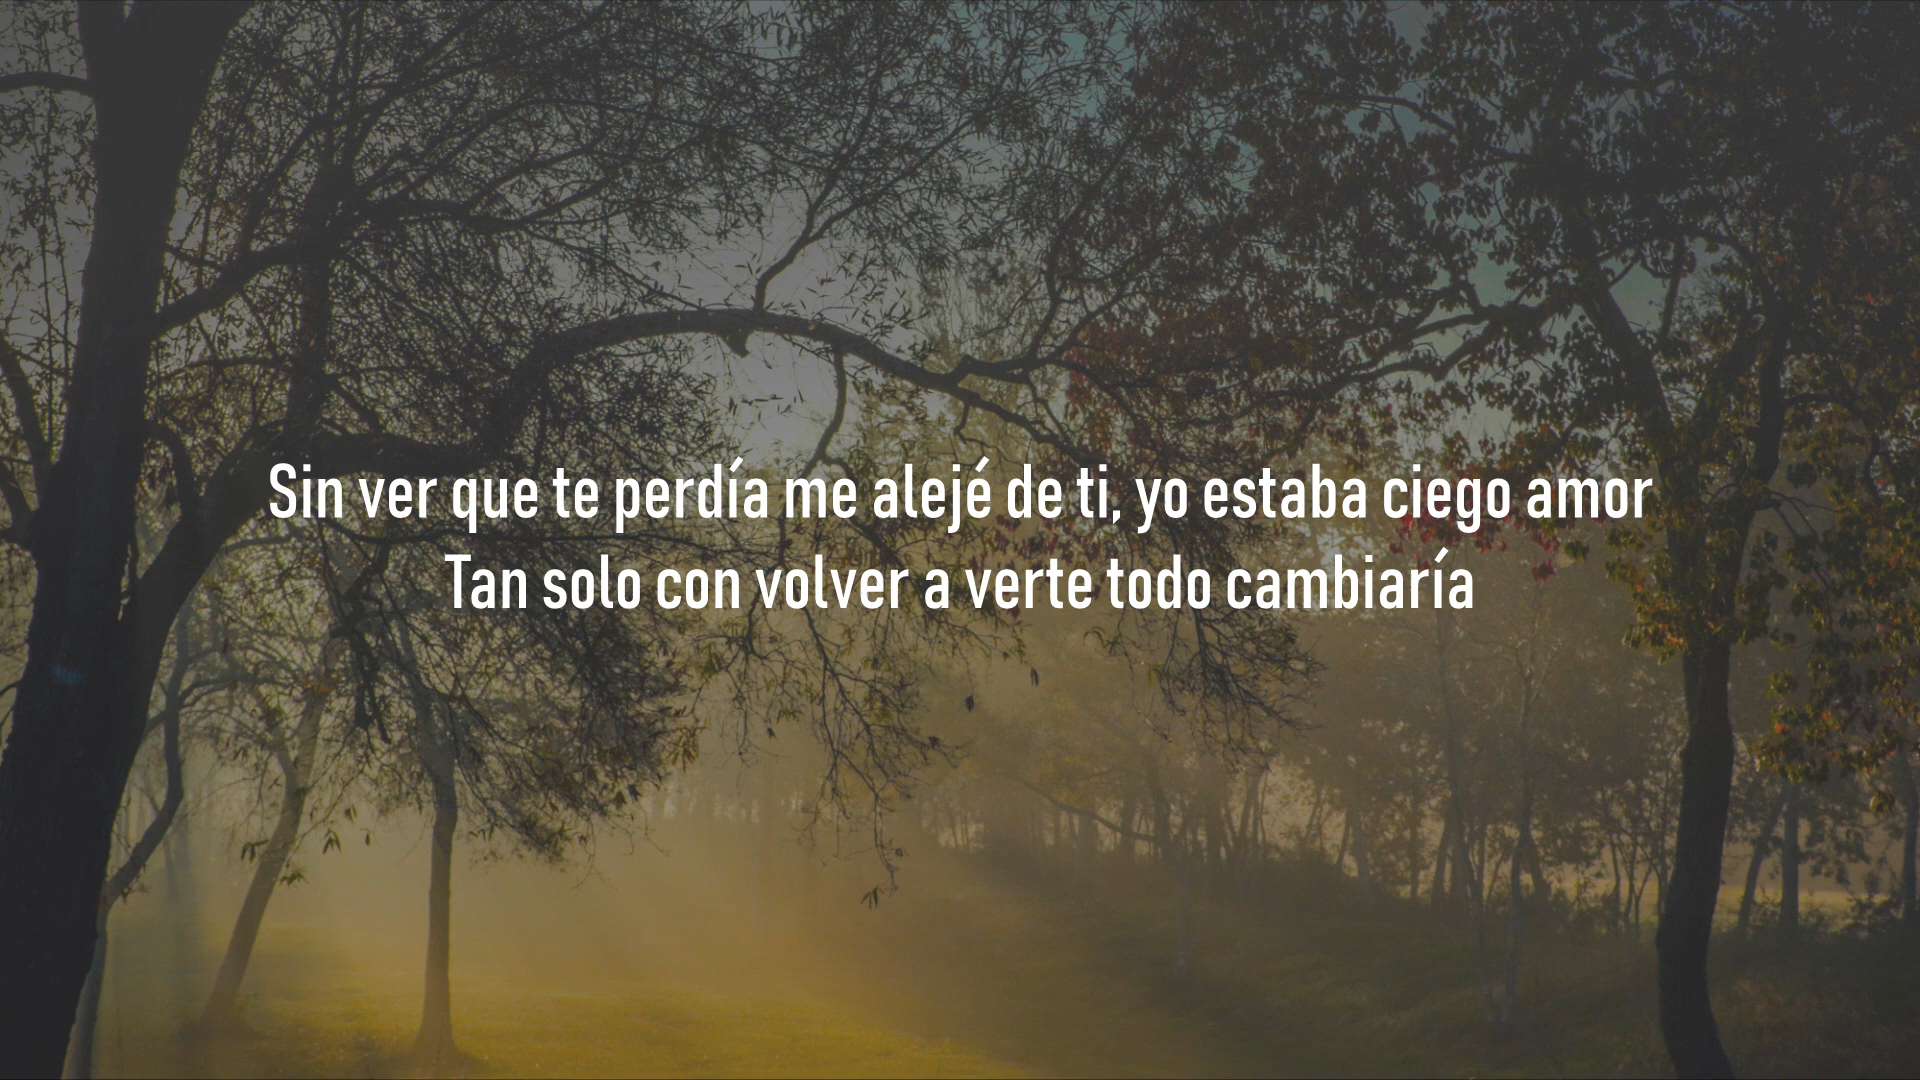 Sin ver que te perdía me alejé de ti, yo estaba ciego amor
Tan solo con volver a verte todo cambiaría